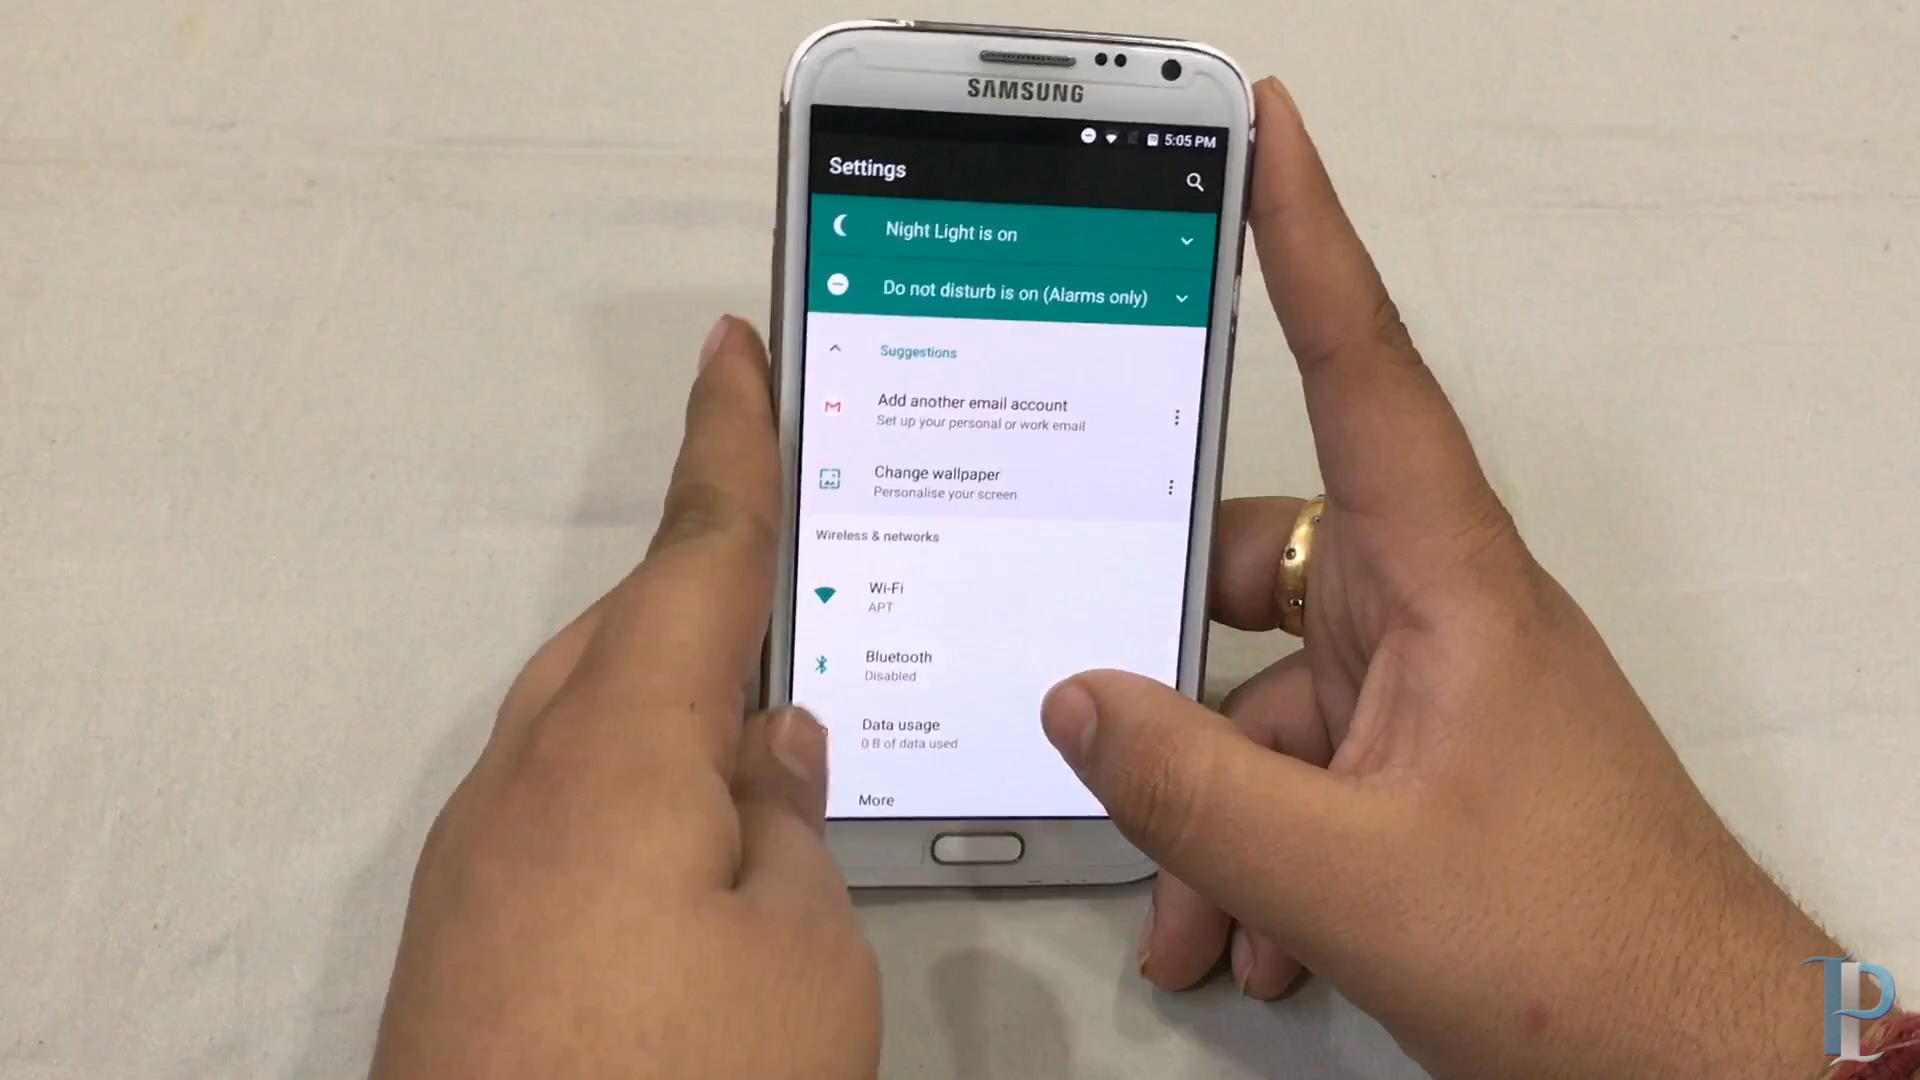 SAMSUNG
5:05 PM
Settings
Night Light is on
Do not disturb is on (Alarms only)
Suggestions
Add another email account
Set up your personal or work email
Change wallpaper
Personalise your screen
Wireless & networks
Wi-Fi
APT
Bluetooth
Disabled
Data usage
0 B of data used
More